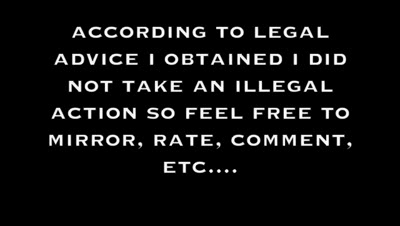 ACCORDING TO LEGAL
ADVICE I OBTAINED I DID
NOT TAKE AN ILLEGAL
ACTION SO FEEL FREE TO
MIRROR, RATE, COMMENT,
ETC....